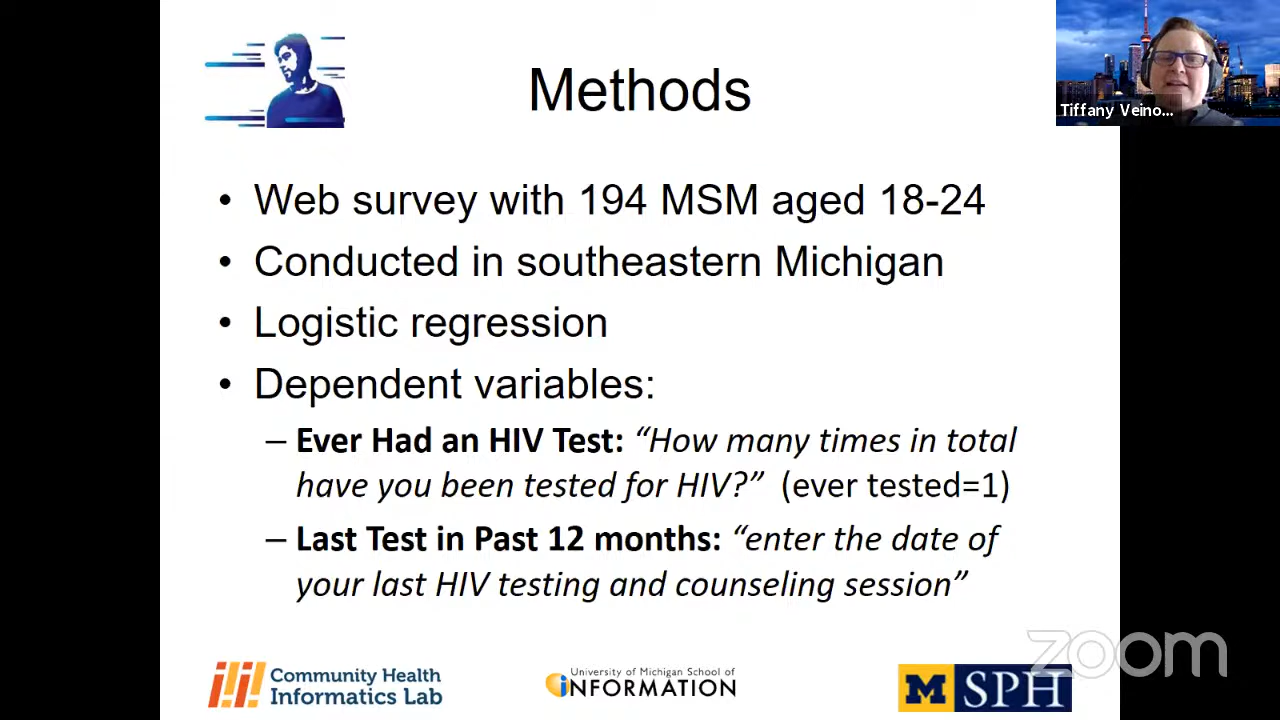 Methods
Tiffany Veino...
• Web survey with 194 MSM aged 18-24
• Conducted in southeastern Michigan
• Logistic regression
• Dependent variables:
– Ever Had an HIV Test: “How many times in total
have you been tested for HIV?” (ever tested=1)
– Last Test in Past 12 months: “enter the date of
your last HIV testing and counseling session”
Community Health
Informatics Lab
University of Michigan School of
iNFORMATION
M SPH
zoom